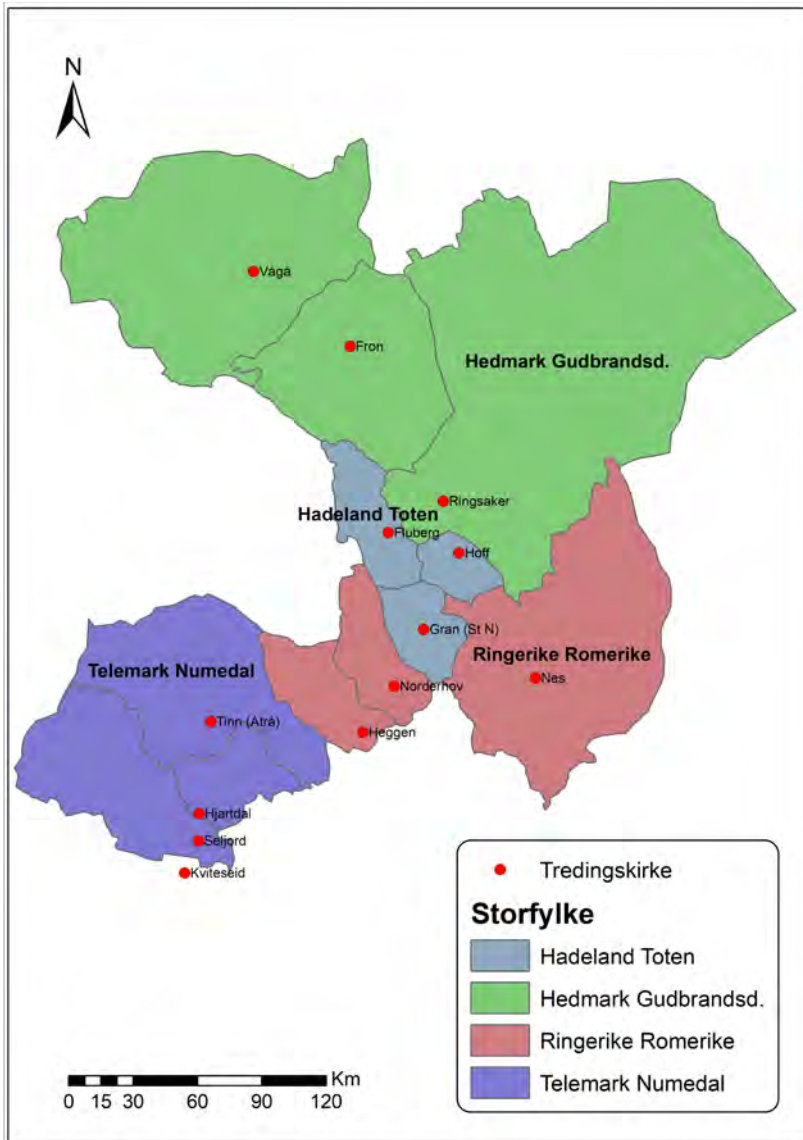 N
Vågå
Fron
Hedmark Gudbrandsd.
Ringsaker
Hadeland Toten
Fluberg
Hoff
Gran (St N)
Ringerike Romerike
Telemark Numedal
Nes
Norderhov
Tinn (Atrå)
Heggen
Hjartdal
Seljord
Kviteseid
Tredingskirke
Storfylke
Hadeland Toten
Hedmark Gudbrandsd.
Ringerike Romerike
Telemark Numedal
Km
0 15 30 60 90 120